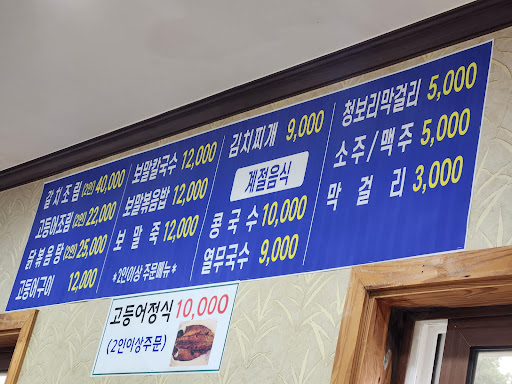 갈치조림 (2인) 40,000
고등어조림 (2인) 22,000
닭볶음탕 (2인) 25,000
고등어구이 12,000
보말칼국수 12,000
보말볶음밥 12,000
보말죽 12,000
*2인이상 주문메뉴*
김치찌개 9,000
계절음식
콩국수 10,000
열무국수 9,000
청보리막걸리 5,000
소주/맥주 5,000
막걸리 3,000
고등어정식 10,000
(2인이상주문)